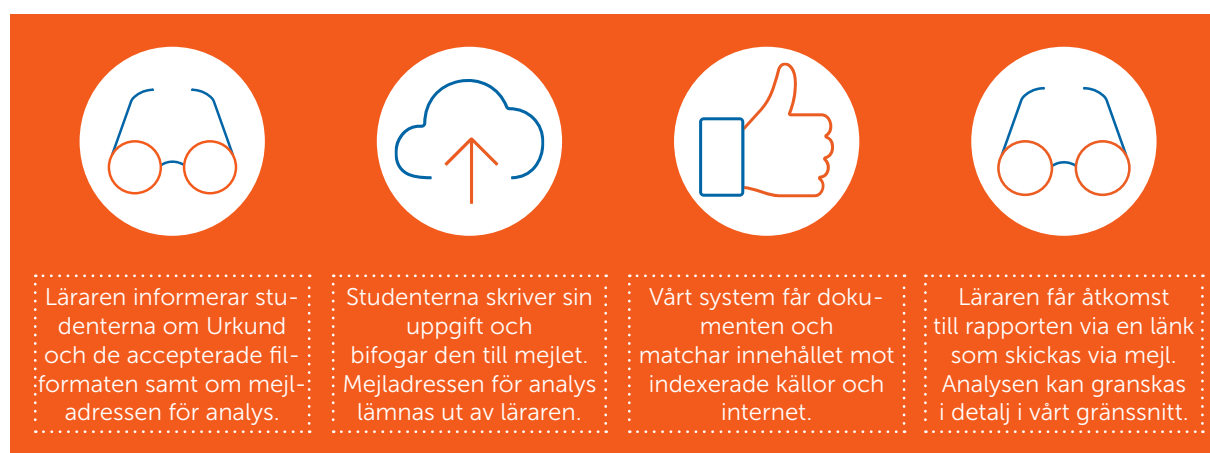 Läraren informerar stu-
denterna om Urkund
och de accepterade fil-
formaten samt om mejl-
adressen för analys.
Studenterna skriver sin
uppgift och
bifogar den till mejlet.
Mejladressen för analys
lämnas ut av läraren.
Vårt system får doku-
menten och
matchar innehållet mot
indexerade källor och
internet.
Läraren får åtkomst
till rapporten via en länk
som skickas via mejl.
Analysen kan granskas
i detalj i vårt gränssnitt.